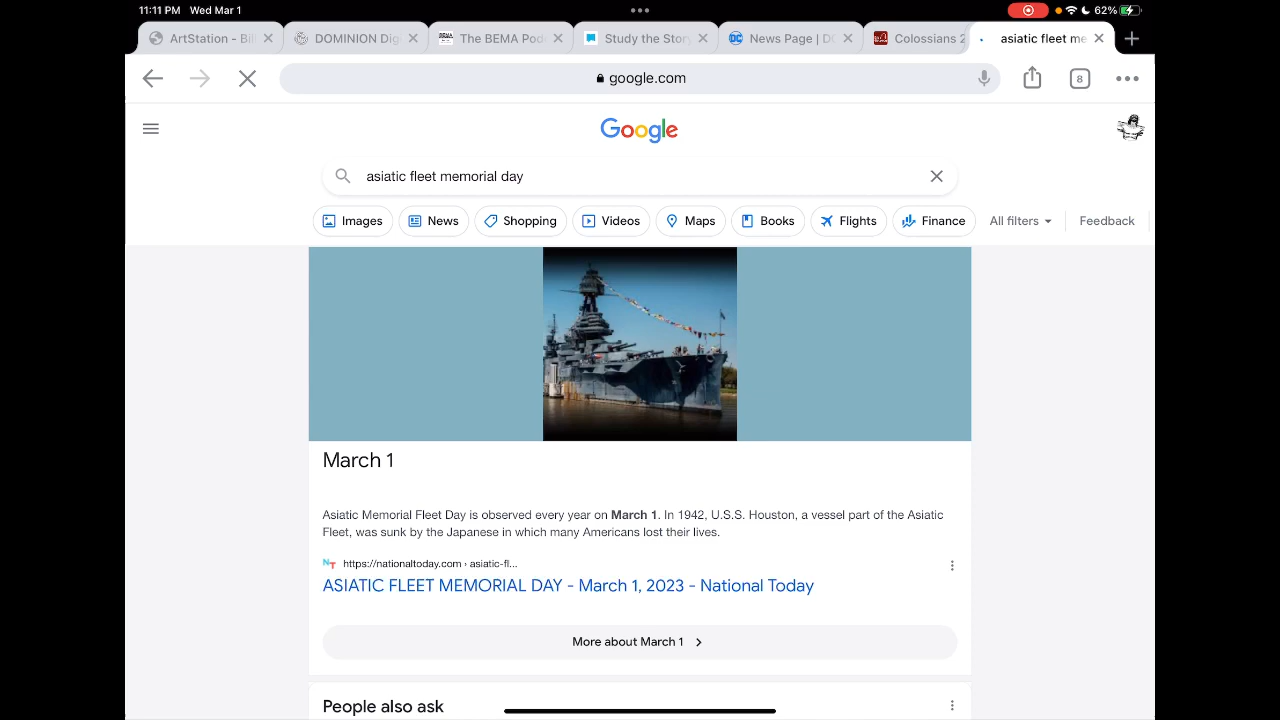 11:11 PM Wed Mar 1
62%
ArtStation - Bil
DOMINION Dig
The BEMA Pod
Study the Story
News Page | DC
Colossians 2
asiatic fleet me
google.com
8
Google
asiatic fleet memorial day
Images
News
Shopping
Videos
Maps
Books
Flights
Finance
All filters
Feedback
March 1
Asiatic Memorial Fleet Day is observed every year on March 1. In 1942, U.S.S. Houston, a vessel part of the Asiatic
Fleet, was sunk by the Japanese in which many Americans lost their lives.
NT https://nationaltoday.com › asiatic-fl...
ASIATIC FLEET MEMORIAL DAY - March 1, 2023 - National Today
More about March 1
People also ask